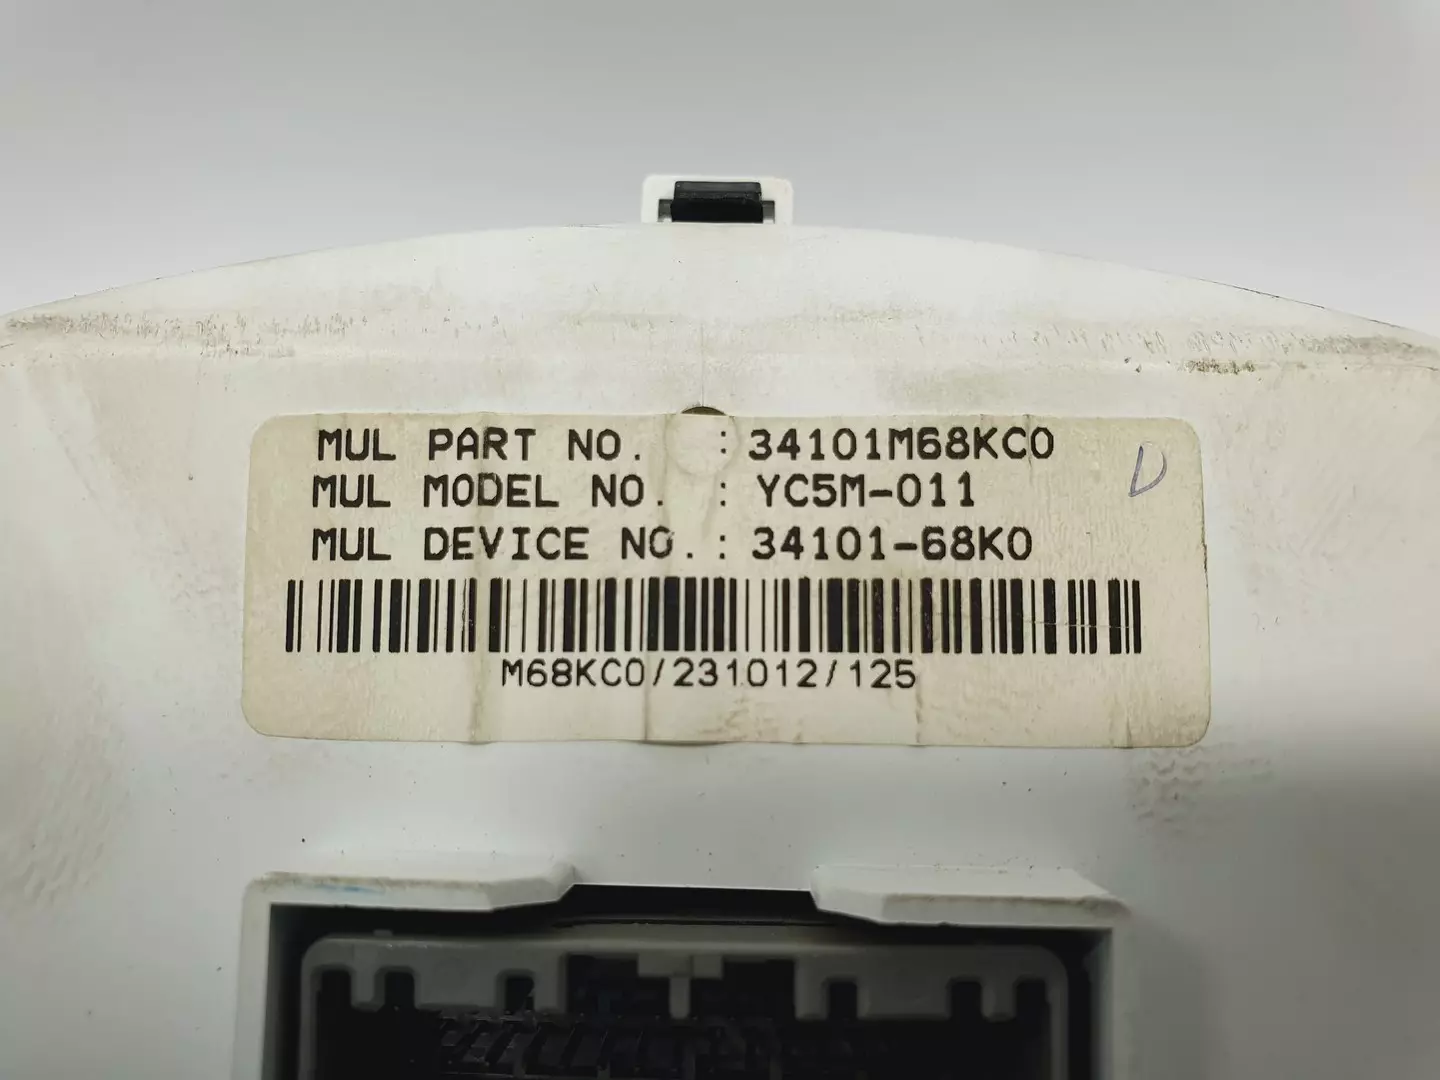 MUL PART NO. : 34101M68KC0
MUL MODEL NO. : YC5M-011
MUL DEVICE NO. : 34101-68K0
M68KC0/231012/125
D